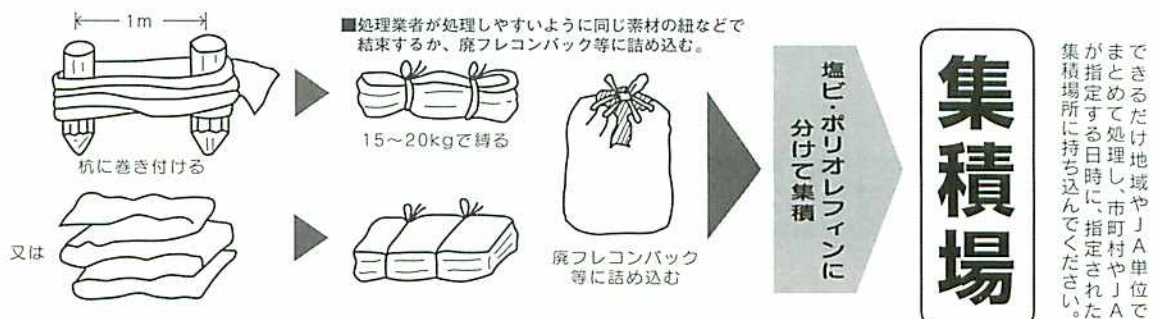 1m
■処理業者が処理しやすいように同じ素材の紐などで
結束するか、廃フレコンバック等に詰め込む。
杭に巻き付ける
15～20kgで縛る
又は
廃フレコンバック
等に詰め込む
塩ビ・ポリオレフィンに
分けて集積
集積場
できるだけ地域やJA単位で
まとめて処理し、市町村やJA
が指定する日時に、指定された
集積場所に持ち込んでください。